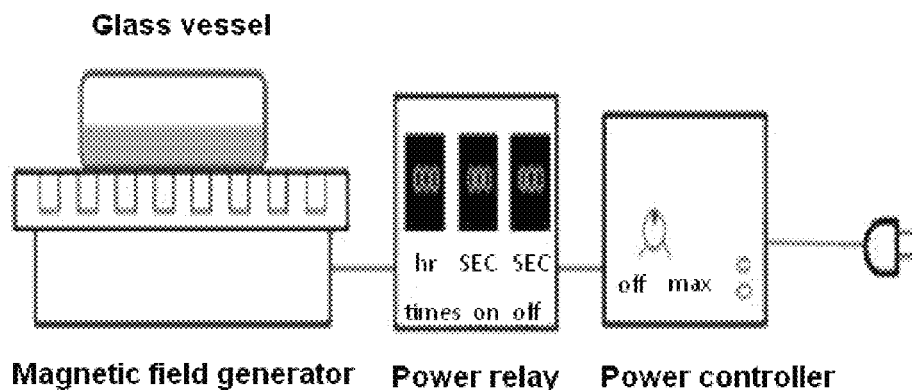 Glass vessel
hr SEC SEC
times on off
off max
Magnetic field generator
Power relay
Power controller